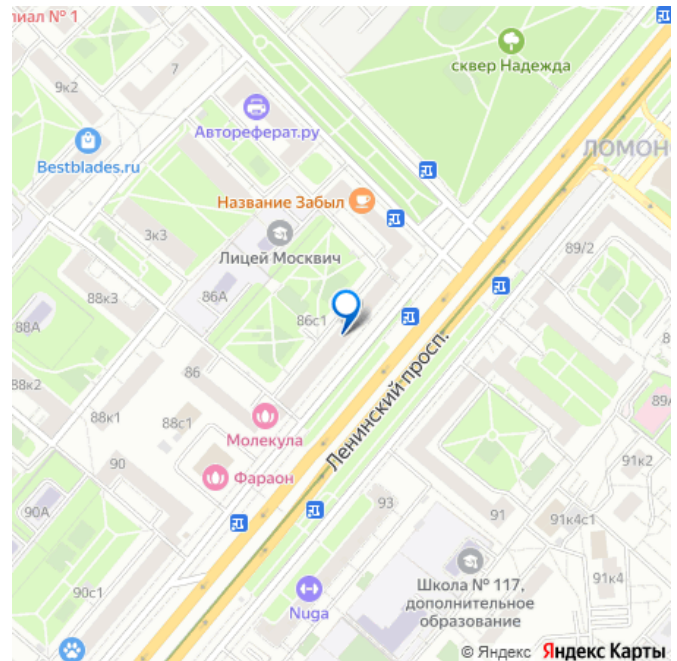 пиал № 1
сквер Надежда
7
9к2
Автореферат.ру
ЛОМОН
Bestblades.ru
Название Забыл
3к3
Лицей Москвич
89/2
88к3
86А
86с1
88А
86
88к2
88к1
88с1
Молекула
Ленинский просп.
89А
90
Фараон
91к2
93
91
90А
91к4с1
90с1
Nuga
Школа № 117,
дополнительное
образование
91к4
© Яндекс Яндекс Карты